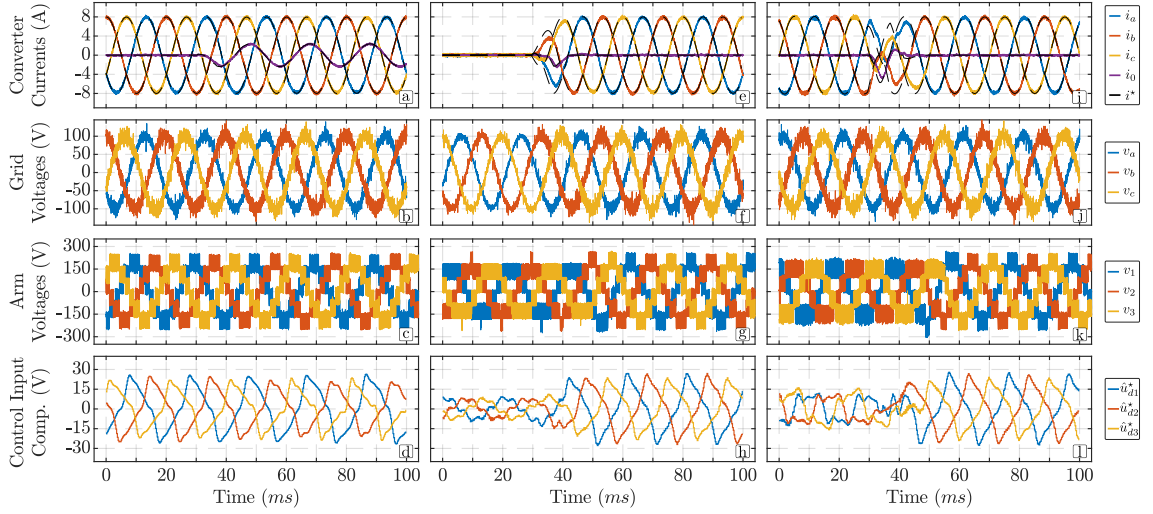 Converter
Currents (A)
8
4
0
-4
-8
a
e
i
i_a
i_b
i_c
i_0
i*
Grid
Voltages (V)
100
50
0
-50
-100
b
f
j
v_a
v_b
v_c
Arm
Voltages (V)
300
150
0
-150
-300
c
g
k
v_1
v_2
v_3
Control Input
Comp. (V)
30
15
0
-15
-30
d
h
l
û*_{d1}
û*_{d2}
û*_{d3}
0 20 40 60 80 100
0 20 40 60 80 100
0 20 40 60 80 100
Time (ms)
Time (ms)
Time (ms)